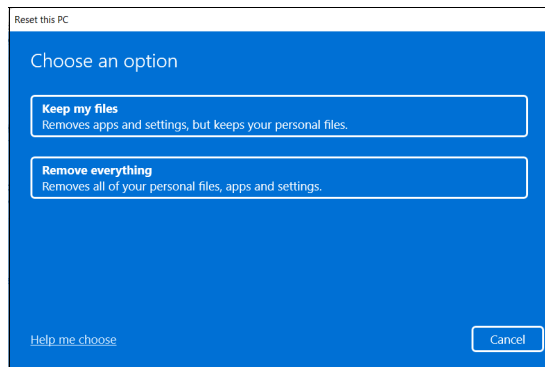 Reset this PC
Choose an option
Keep my files
Removes apps and settings, but keeps your personal files.
Remove everything
Removes all of your personal files, apps and settings.
Help me choose
Cancel